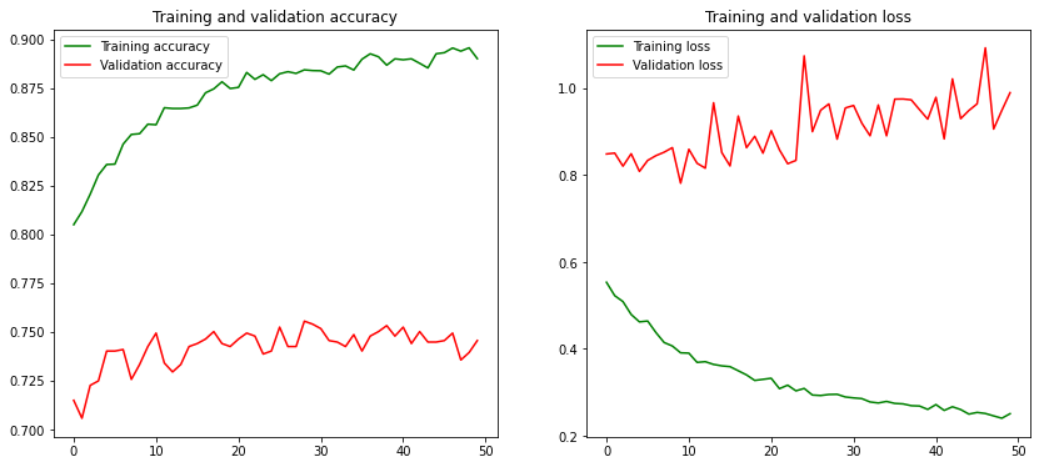 Training and validation accuracy
0.900
0.875
0.850
0.825
0.800
0.775
0.750
0.725
0.700
Training accuracy
Validation accuracy
0 10 20 30 40 50
Training and validation loss
1.0
0.8
0.6
0.4
0.2
Training loss
Validation loss
0 10 20 30 40 50